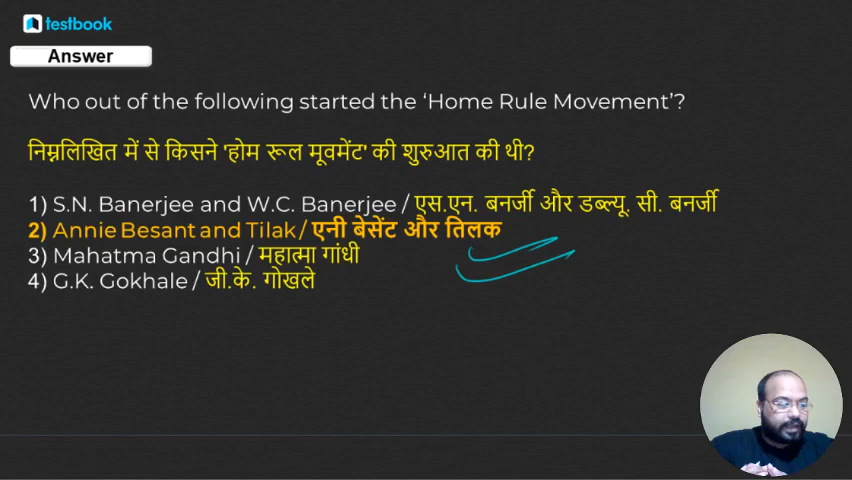 testbook
Answer
Who out of the following started the ‘Home Rule Movement’?
निम्नलिखित में से किसने 'होम रूल मूवमेंट' की शुरुआत की थी?
1) S.N. Banerjee and W.C. Banerjee / एस.एन. बनर्जी और डब्ल्यू. सी. बनर्जी
2) Annie Besant and Tilak / एनी बेसेंट और तिलक
3) Mahatma Gandhi / महात्मा गांधी
4) G.K. Gokhale / जी.के. गोखले